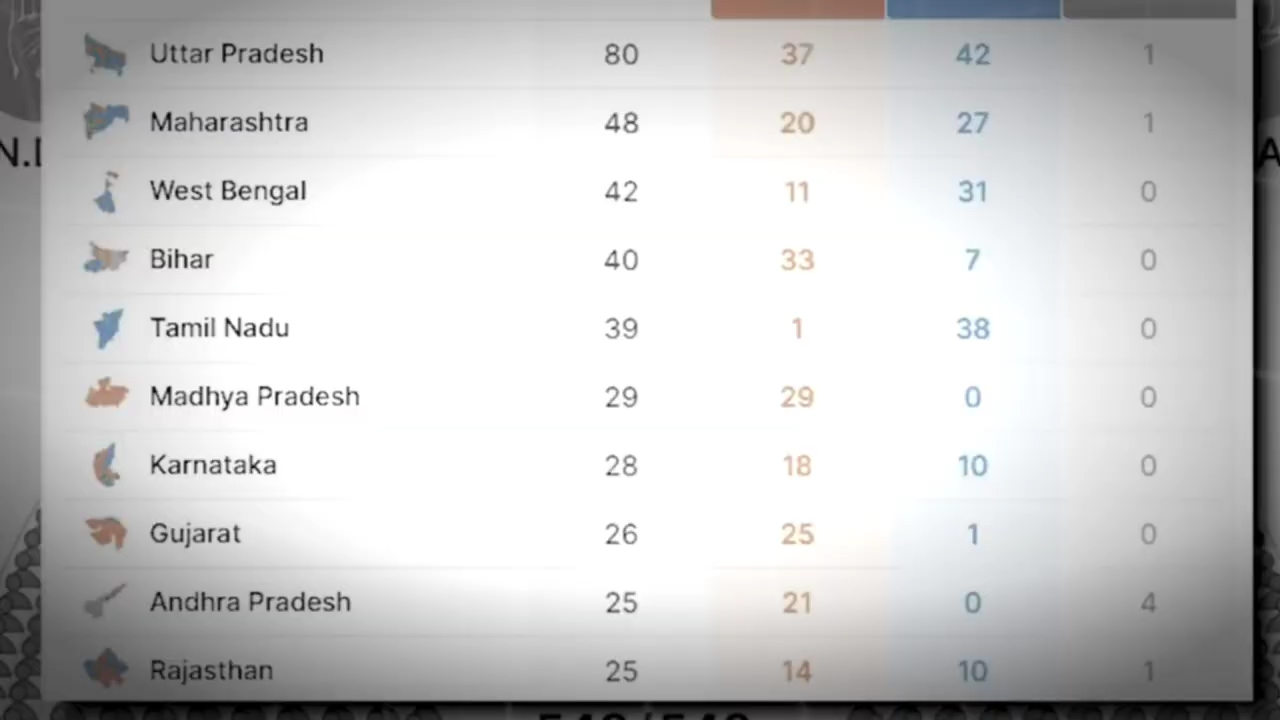 Uttar Pradesh 80 37 42 1
Maharashtra 48 20 27 1
West Bengal 42 11 31 0
Bihar 40 33 7 0
Tamil Nadu 39 1 38 0
Madhya Pradesh 29 29 0 0
Karnataka 28 18 10 0
Gujarat 26 25 1 0
Andhra Pradesh 25 21 0 4
Rajasthan 25 14 10 1